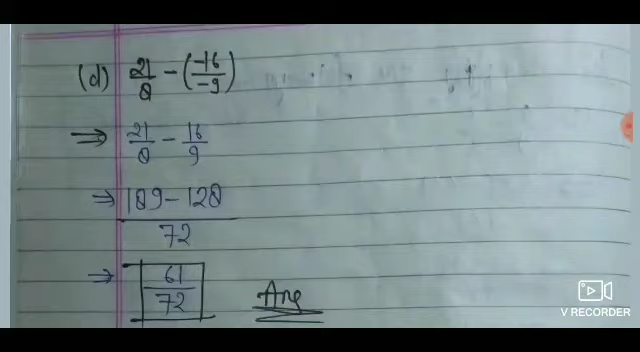 (d) 21/8 - (-16/-9)
⇒ 21/8 - 16/9
⇒ 189 - 128/72
⇒ 61/72 Ans
V RECORDER